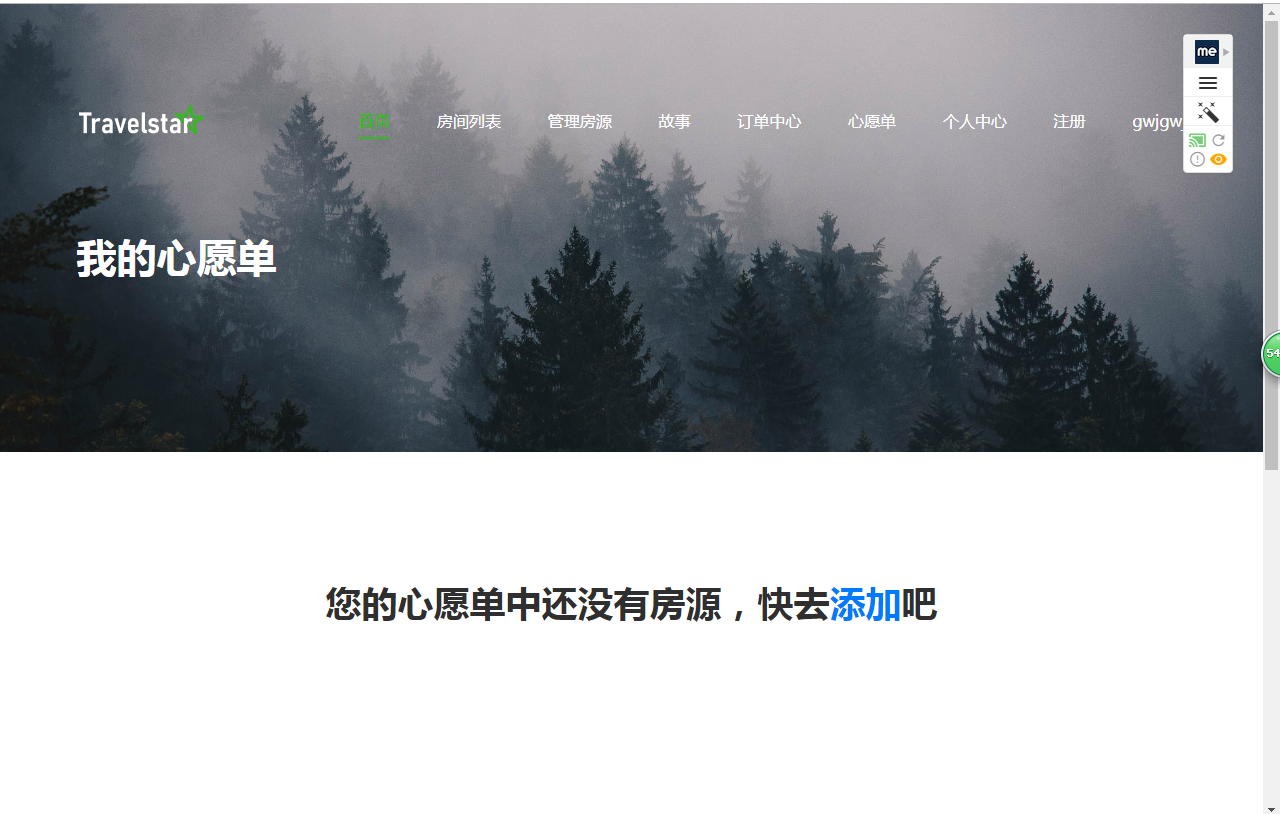 me
Travelstar
首页 房间列表 管理房源 故事 订单中心 心愿单 个人中心 注册 gwjgwj
我的心愿单
54
您的心愿单中还没有房源，快去添加吧